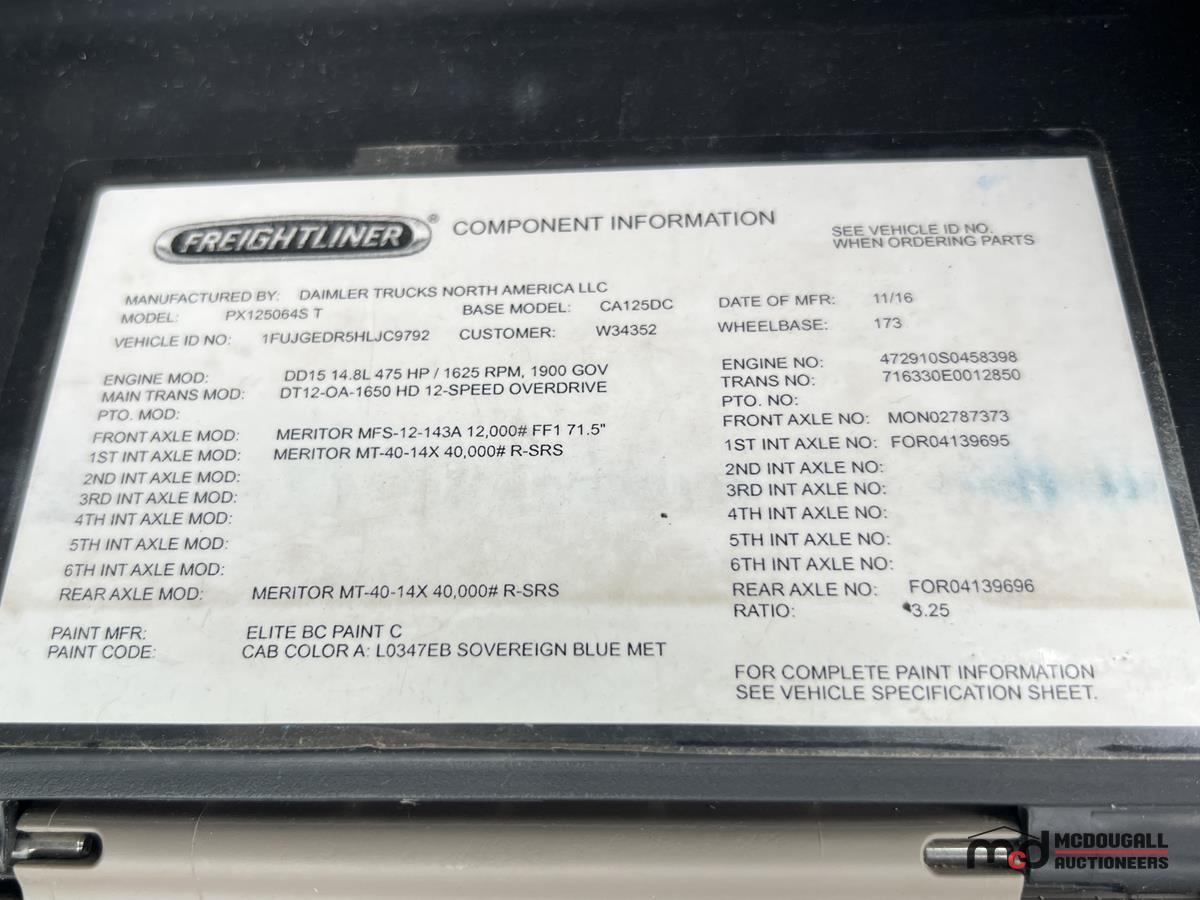 FREIGHTLINER® COMPONENT INFORMATION
SEE VEHICLE ID NO.
WHEN ORDERING PARTS
MANUFACTURED BY: DAIMLER TRUCKS NORTH AMERICA LLC
MODEL: PX125064S T BASE MODEL: CA125DC DATE OF MFR: 11/16
VEHICLE ID NO: 1FUJGEDR5HLJC9792 CUSTOMER: W34352 WHEELBASE: 173
ENGINE MOD: DD15 14.8L 475 HP / 1625 RPM, 1900 GOV ENGINE NO: 472910S0458398
MAIN TRANS MOD: DT12-OA-1650 HD 12-SPEED OVERDRIVE TRANS NO: 716330E0012850
PTO. MOD: PTO. NO:
FRONT AXLE MOD: MERITOR MFS-12-143A 12,000# FF1 71.5" FRONT AXLE NO: MON02787373
1ST INT AXLE MOD: MERITOR MT-40-14X 40,000# R-SRS 1ST INT AXLE NO: FOR04139695
2ND INT AXLE MOD: 2ND INT AXLE NO:
3RD INT AXLE MOD: 3RD INT AXLE NO:
4TH INT AXLE MOD: 4TH INT AXLE NO:
5TH INT AXLE MOD: 5TH INT AXLE NO:
6TH INT AXLE MOD: 6TH INT AXLE NO:
REAR AXLE MOD: MERITOR MT-40-14X 40,000# R-SRS REAR AXLE NO: FOR04139696
RATIO: 3.25
PAINT MFR: ELITE BC PAINT C
PAINT CODE: CAB COLOR A: L0347EB SOVEREIGN BLUE MET
FOR COMPLETE PAINT INFORMATION
SEE VEHICLE SPECIFICATION SHEET.
mcd MCDOUGALL
AUCTIONEERS